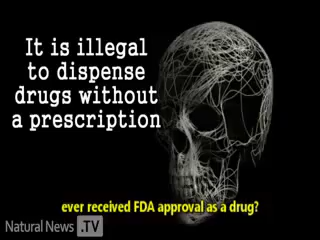 It is illegal
to dispense
drugs without
a prescription
ever received FDA approval as a drug?
Natural News .TV